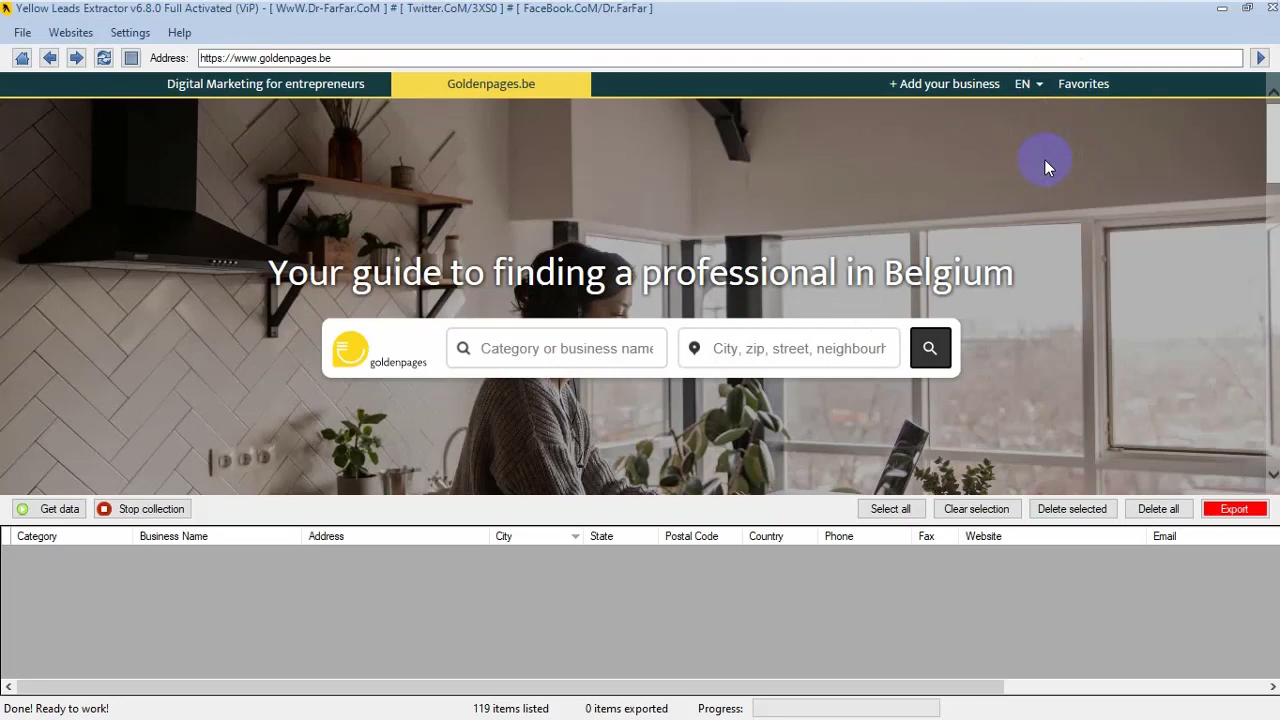 Yellow Leads Extractor v6.8.0 Full Activated (ViP) - [ WwW.Dr-FarFar.CoM ] # [ Twitter.CoM/3XS0 ] # [ FaceBook.CoM/Dr.FarFar ]
File Websites Settings Help
Address: https://www.goldenpages.be
Digital Marketing for entrepreneurs Goldenpages.be + Add your business EN Favorites
Your guide to finding a professional in Belgium
goldenpages Category or business name City, zip, street, neighbourh
Get data Stop collection Select all Clear selection Delete selected Delete all Export
Category Business Name Address City State Postal Code Country Phone Fax Website Email
Done! Ready to work! 119 items listed 0 items exported Progress: